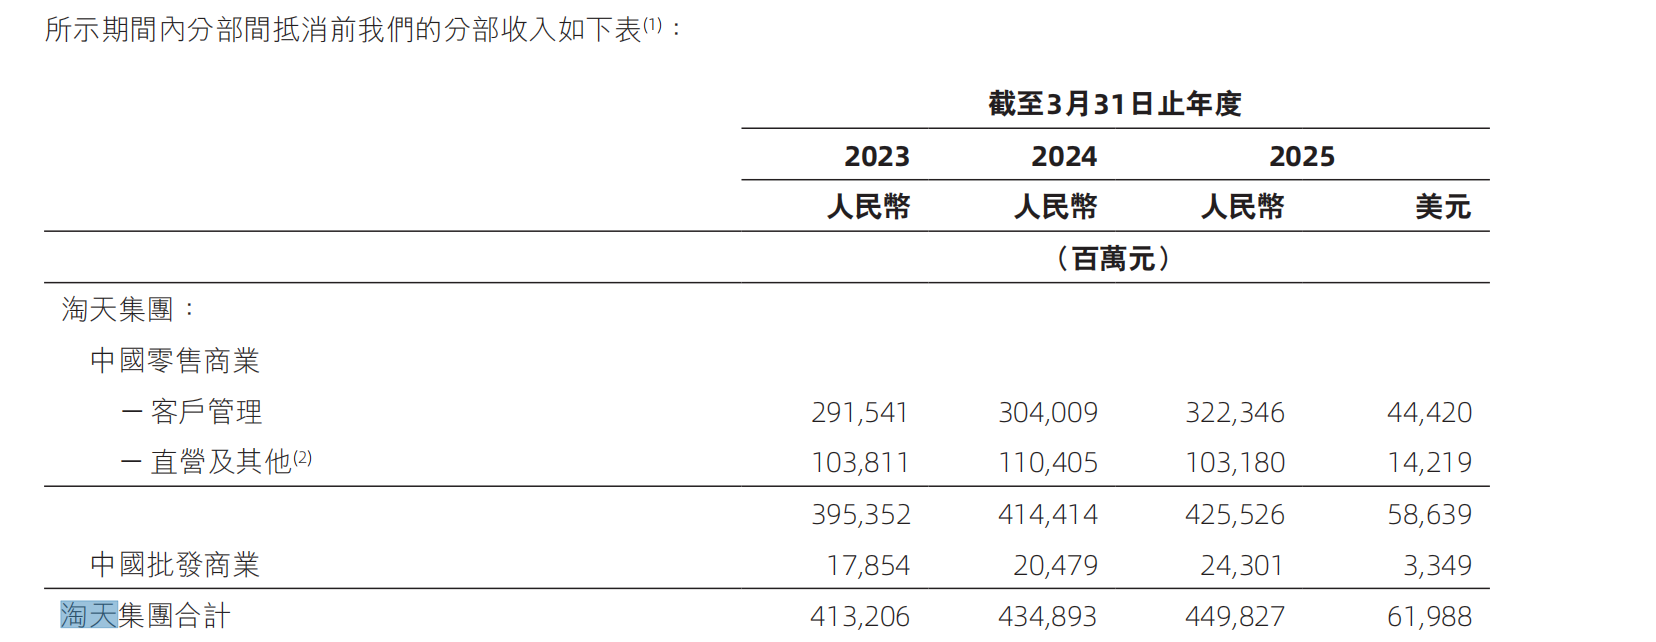 所示期間內分部間抵消前我們的分部收入如下表(1)：
截至3月31日止年度
2023 2024 2025
人民幣 人民幣 人民幣 美元
（百萬元）
淘天集團：
中國零售商業
－客戶管理 291,541 304,009 322,346 44,420
－直營及其他(2) 103,811 110,405 103,180 14,219
395,352 414,414 425,526 58,639
中國批發商業 17,854 20,479 24,301 3,349
淘天集團合計 413,206 434,893 449,827 61,988